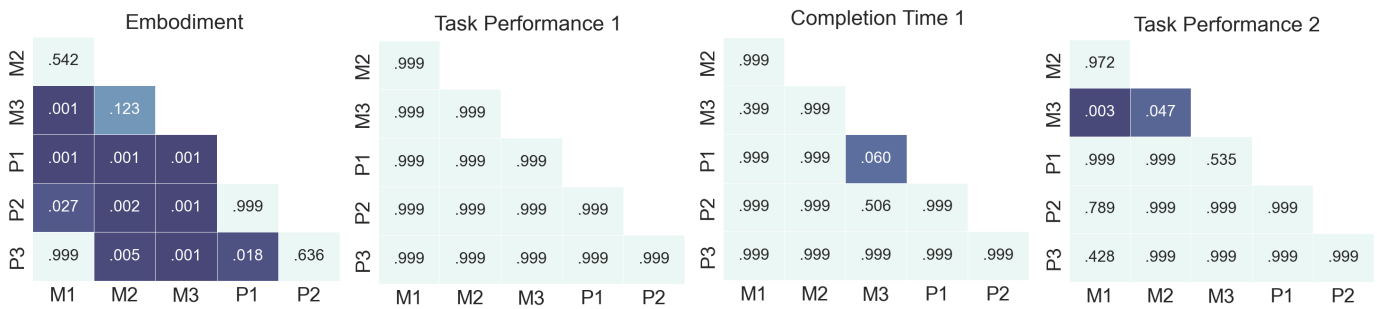 Embodiment
M2 .542
M3 .001 .123
P1 .001 .001 .001
P2 .027 .002 .001 .999
P3 .999 .005 .001 .018 .636
M1 M2 M3 P1 P2
Task Performance 1
M2 .999
M3 .999 .999
P1 .999 .999 .999
P2 .999 .999 .999 .999
P3 .999 .999 .999 .999 .999
M1 M2 M3 P1 P2
Completion Time 1
M2 .999
M3 .399 .999
P1 .999 .999 .060
P2 .999 .999 .506 .999
P3 .999 .999 .999 .999 .999
M1 M2 M3 P1 P2
Task Performance 2
M2 .972
M3 .003 .047
P1 .999 .999 .535
P2 .789 .999 .999 .999
P3 .428 .999 .999 .999 .999
M1 M2 M3 P1 P2